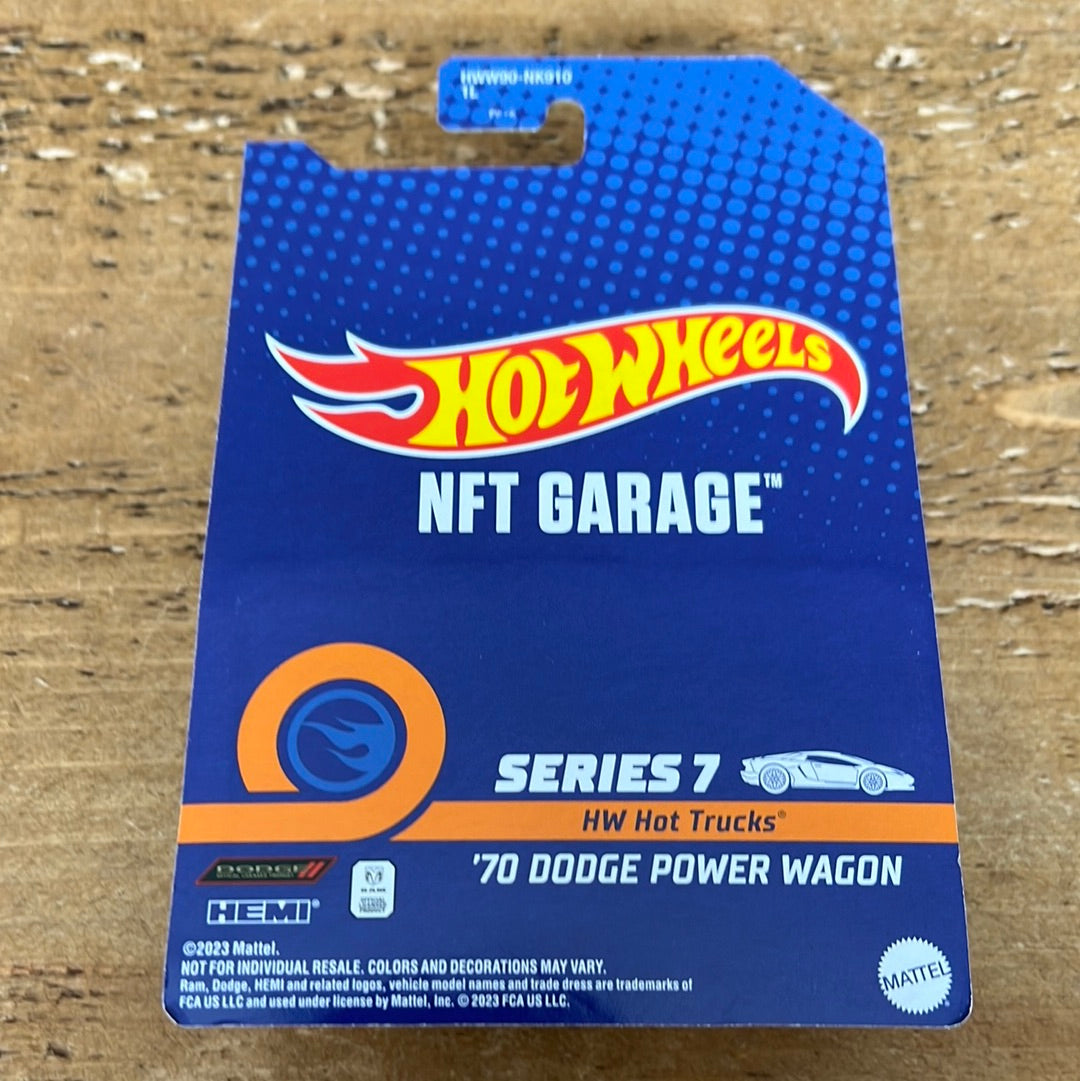 HWW90-NK910
1L
HOT WHEELS
NFT GARAGE™
SERIES 7
HW Hot Trucks®
'70 DODGE POWER WAGON
DODGE
HEMI®
©2023 Mattel.
NOT FOR INDIVIDUAL RESALE. COLORS AND DECORATIONS MAY VARY.
Ram, Dodge, HEMI and related logos, vehicle model names and trade dress are trademarks of
FCA US LLC and used under license by Mattel, Inc. © 2023 FCA US LLC.
MATTEL